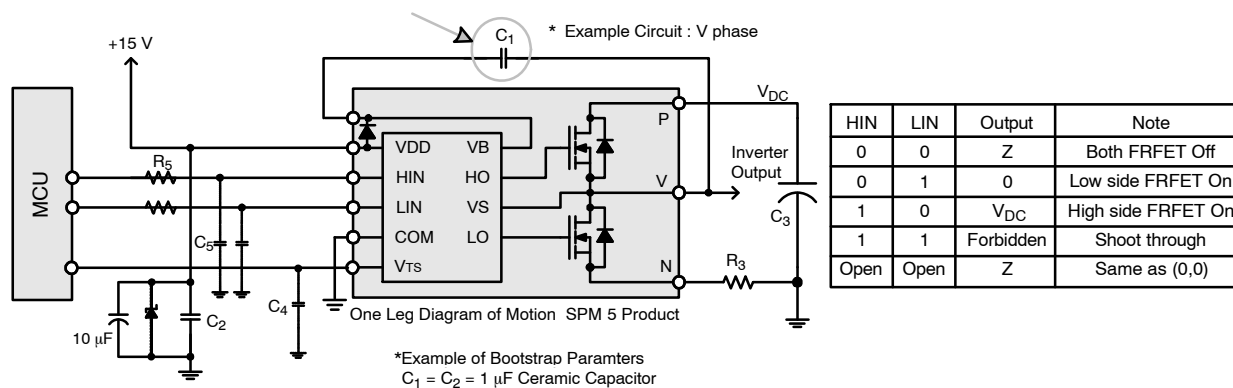 C1
* Example Circuit : V phase
+15 V
MCU
R5
C5
10 μF
C2
C4
VDD
VB
HIN
HO
LIN
VS
COM
LO
VTS
P
V
N
VDC
Inverter
Output
C3
R3
One Leg Diagram of Motion SPM 5 Product
*Example of Bootstrap Paramters
C1 = C2 = 1 μF Ceramic Capacitor
HIN LIN Output Note
0 0 Z Both FRFET Off
0 1 0 Low side FRFET On
1 0 VDC High side FRFET On
1 1 Forbidden Shoot through
Open Open Z Same as (0,0)